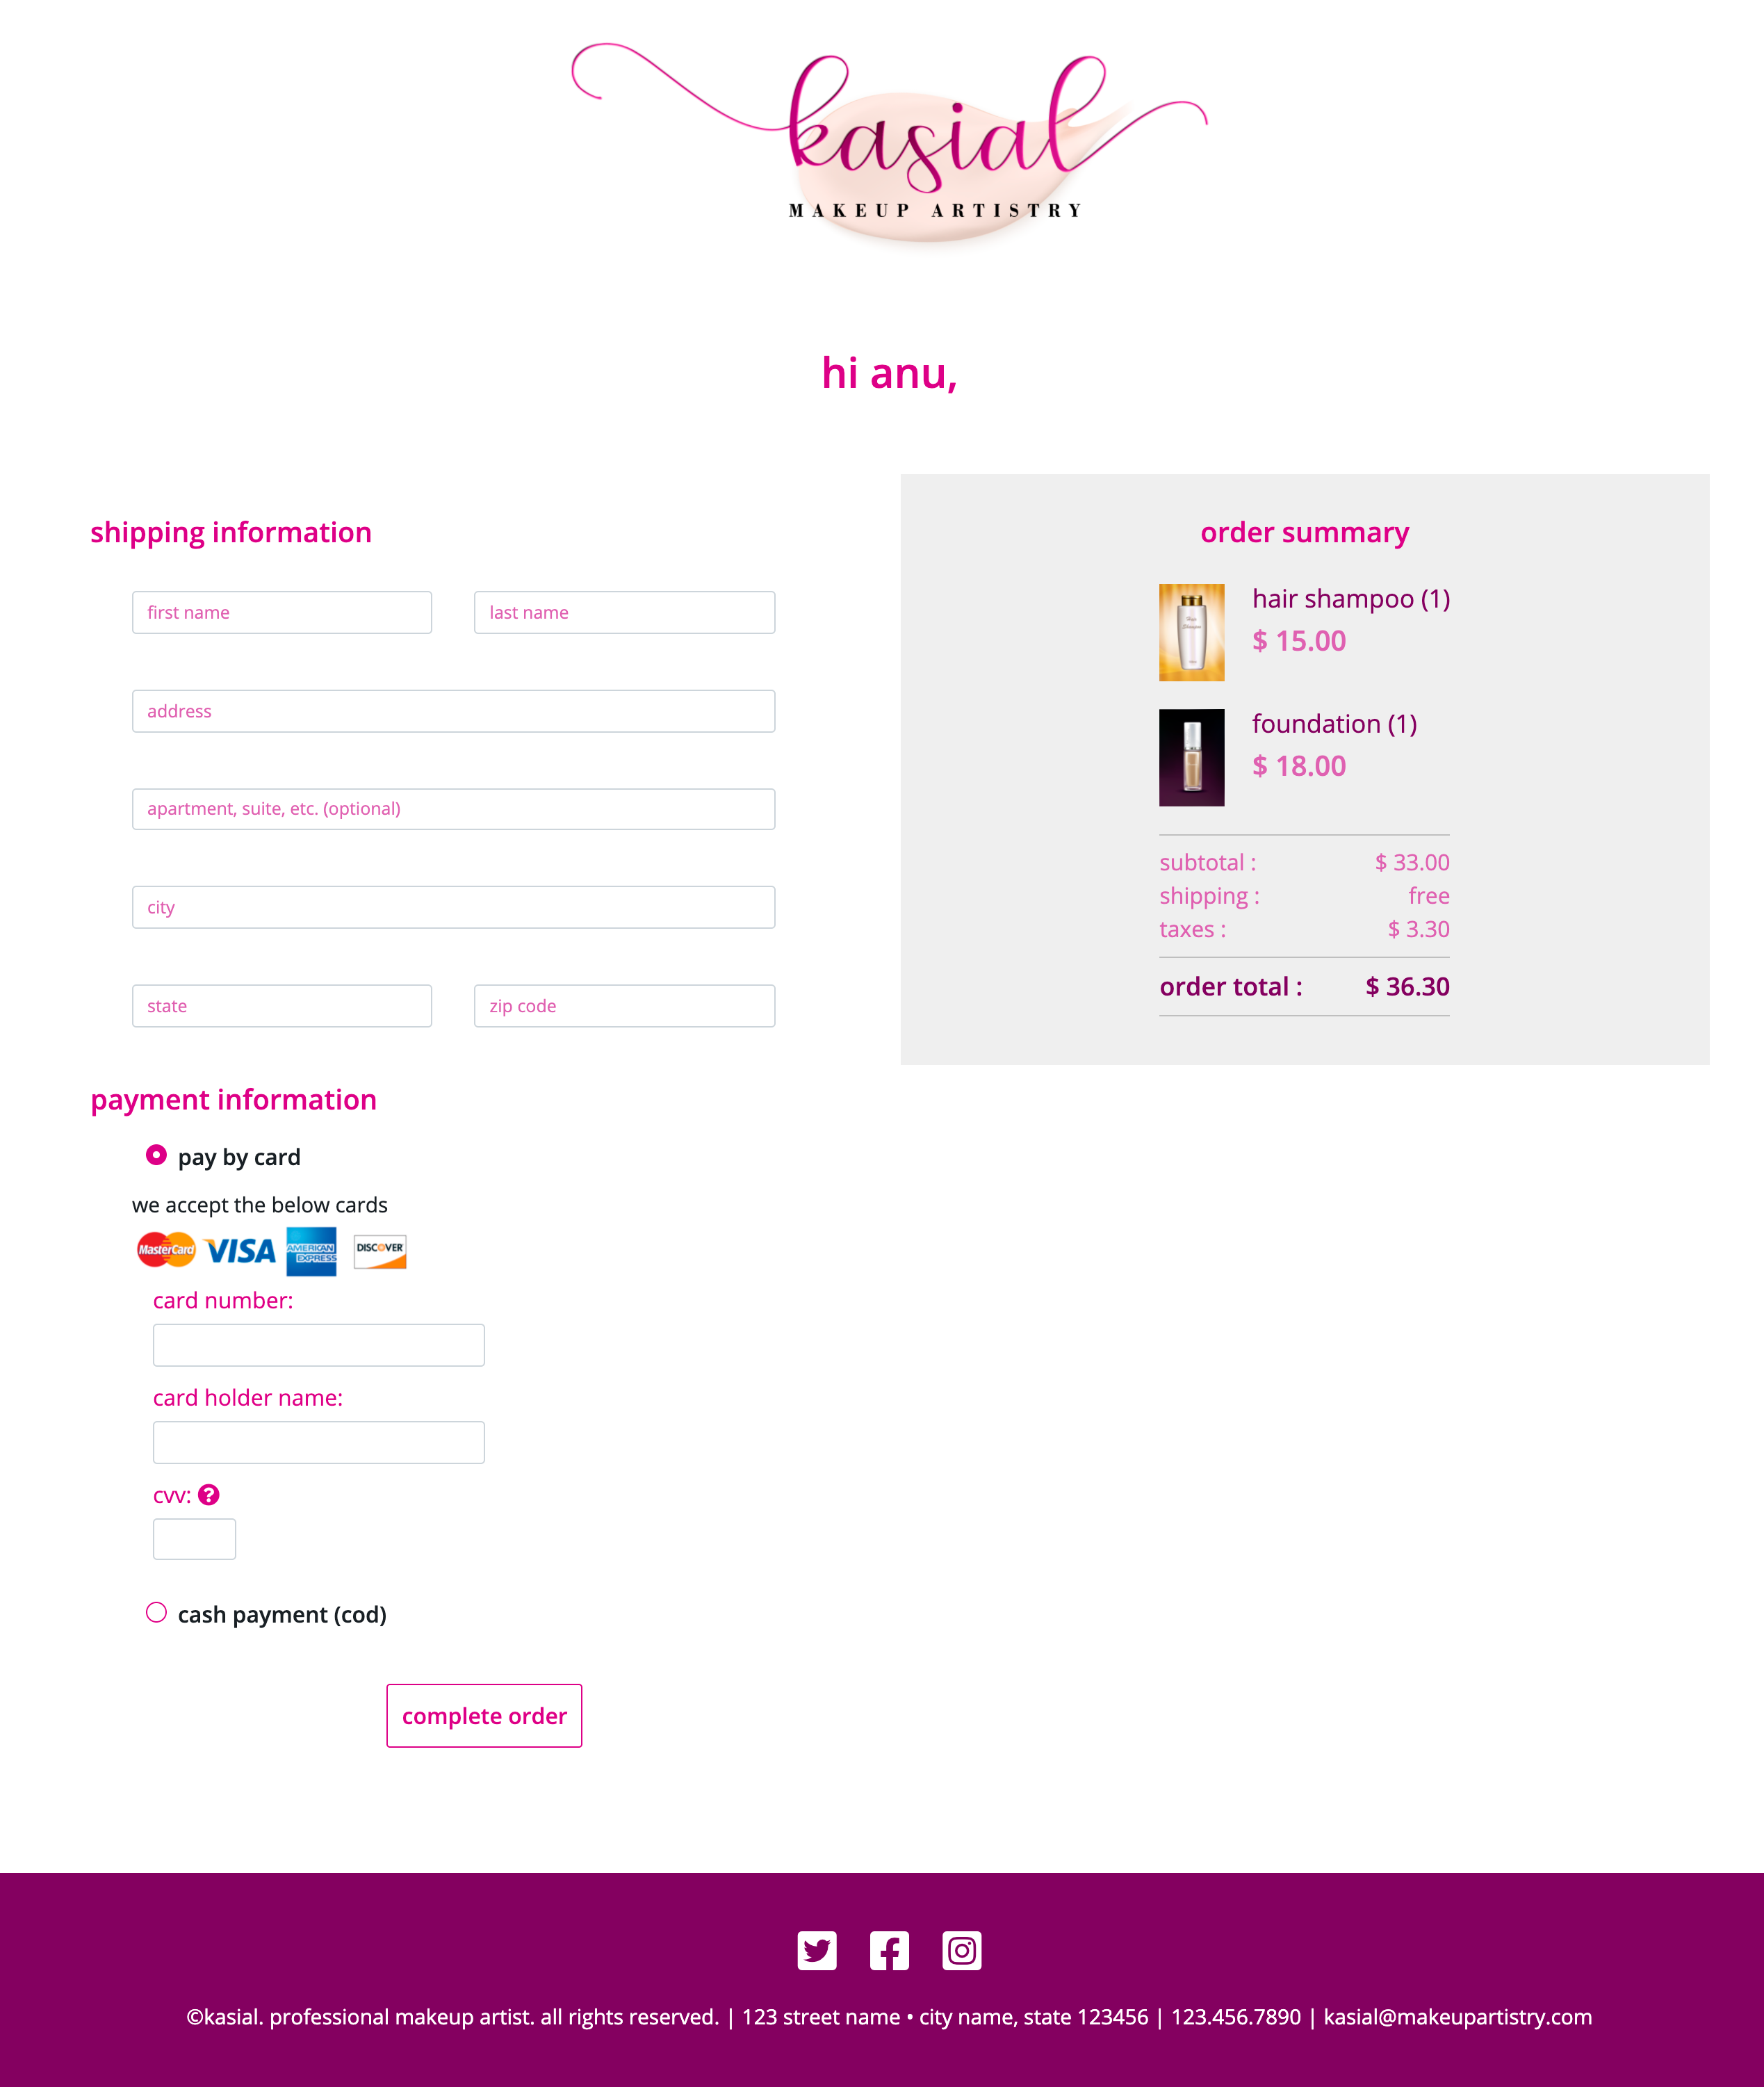 kasial
MAKEUP ARTISTRY
hi anu,
shipping information
first name
last name
address
apartment, suite, etc. (optional)
city
state
zip code
order summary
hair shampoo (1)
$ 15.00
foundation (1)
$ 18.00
subtotal : $ 33.00
shipping : free
taxes : $ 3.30
order total : $ 36.30
payment information
pay by card
we accept the below cards
MasterCard VISA AMERICAN EXPRESS DISCOVER
card number:
card holder name:
cvv: ?
cash payment (cod)
complete order
©kasial. professional makeup artist. all rights reserved. | 123 street name • city name, state 123456 | 123.456.7890 | kasial@makeupartistry.com